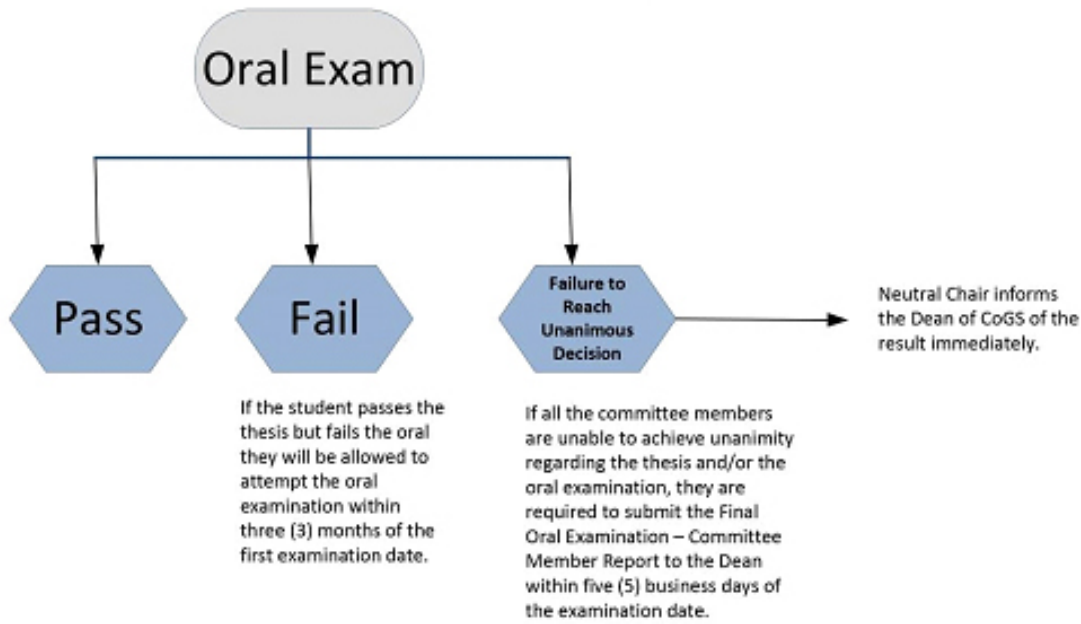 Oral Exam
Pass
Fail
Failure to
Reach
Unanimous
Decision
Neutral Chair informs
the Dean of CoGS of the
result immediately.
If the student passes the
thesis but fails the oral
they will be allowed to
attempt the oral
examination within
three (3) months of the
first examination date.
If all the committee members
are unable to achieve unanimity
regarding the thesis and/or the
oral examination, they are
required to submit the Final
Oral Examination – Committee
Member Report to the Dean
within five (5) business days of
the examination date.